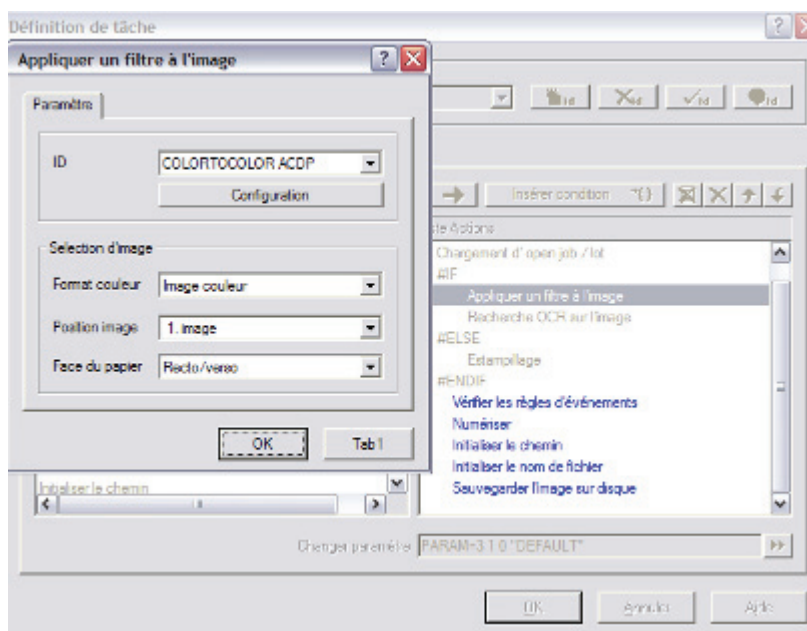 Définition de tâche
Appliquer un filtre à l'image
Paramètre
ID
COLORTOCOLOR ACDP
Configuration
Selection d'image
Format couleur
Image couleur
Position image
1. image
Face du papier
Recto/verso
OK
Tab1
Insérer condition
Actions
Chargement d' open job / lot
#IF
Appliquer un filtre à l'image
Recherche OCR sur l'image
#ELSE
Estampillage
#ENDIF
Vérifier les règles d'événements
Numériser
Initialiser le chemin
Initialiser le nom de fichier
Sauvegarder l'image sur disque
Initialiser le chemin
Changer paramètre
PARAM=3 1 0 "DEFAULT"
OK
Annuler
Aide